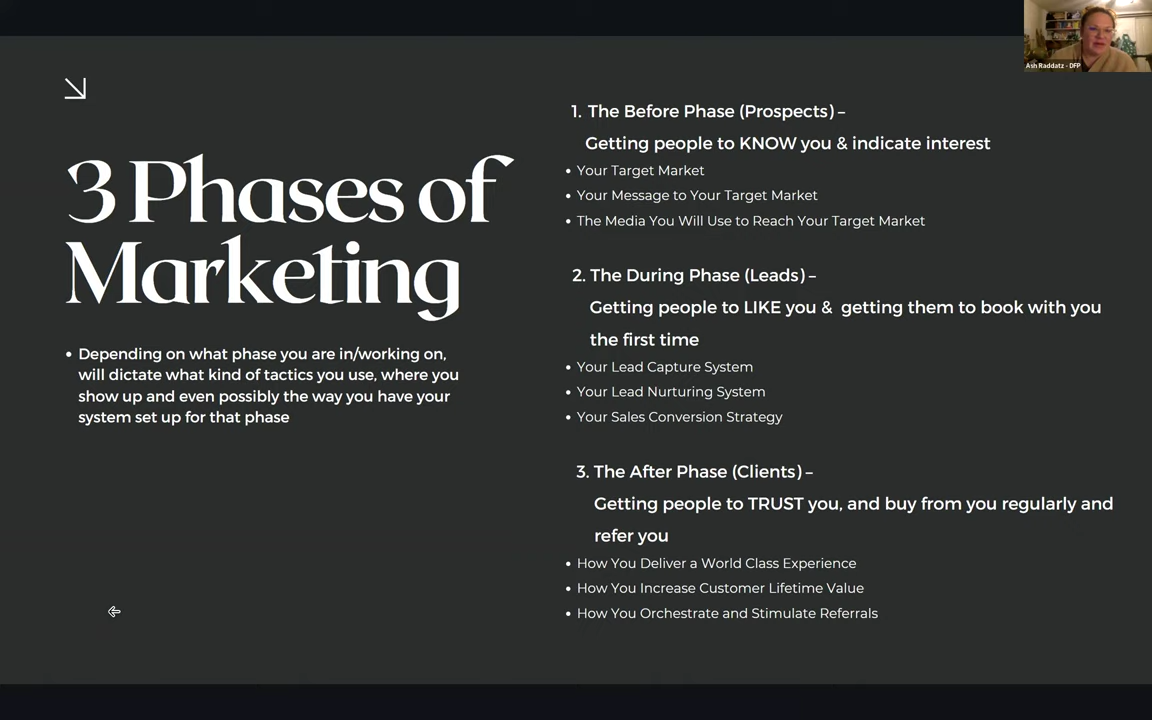 3 Phases of
Marketing
Depending on what phase you are in/working on,
will dictate what kind of tactics you use, where you
show up and even possibly the way you have your
system set up for that phase
1. The Before Phase (Prospects) –
Getting people to KNOW you & indicate interest
Your Target Market
Your Message to Your Target Market
The Media You Will Use to Reach Your Target Market
2. The During Phase (Leads) –
Getting people to LIKE you & getting them to book with you
the first time
Your Lead Capture System
Your Lead Nurturing System
Your Sales Conversion Strategy
3. The After Phase (Clients) –
Getting people to TRUST you, and buy from you regularly and
refer you
How You Deliver a World Class Experience
How You Increase Customer Lifetime Value
How You Orchestrate and Stimulate Referrals
Ash Raddatz - DFP